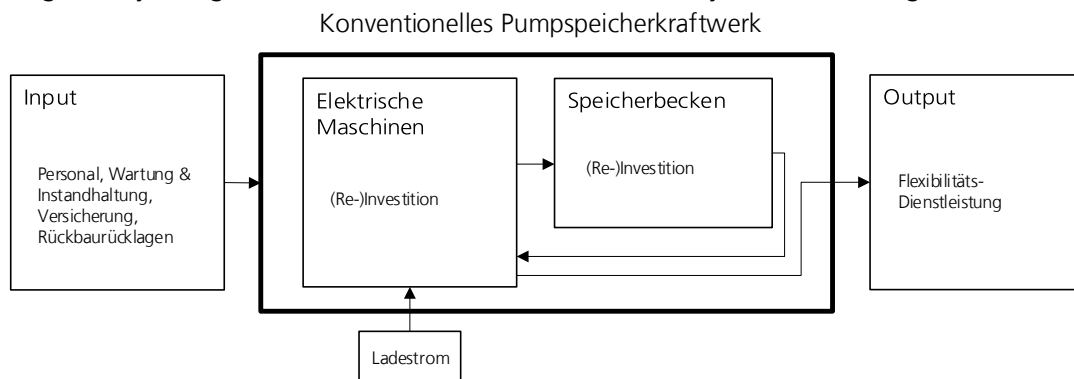 Konventionelles Pumpspeicherkraftwerk
Input
Personal, Wartung &
Instandhaltung,
Versicherung,
Rückbaurücklagen
Elektrische
Maschinen
(Re-)Investition
Speicherbecken
(Re-)Investition
Output
Flexibilitäts-
Dienstleistung
Ladestrom